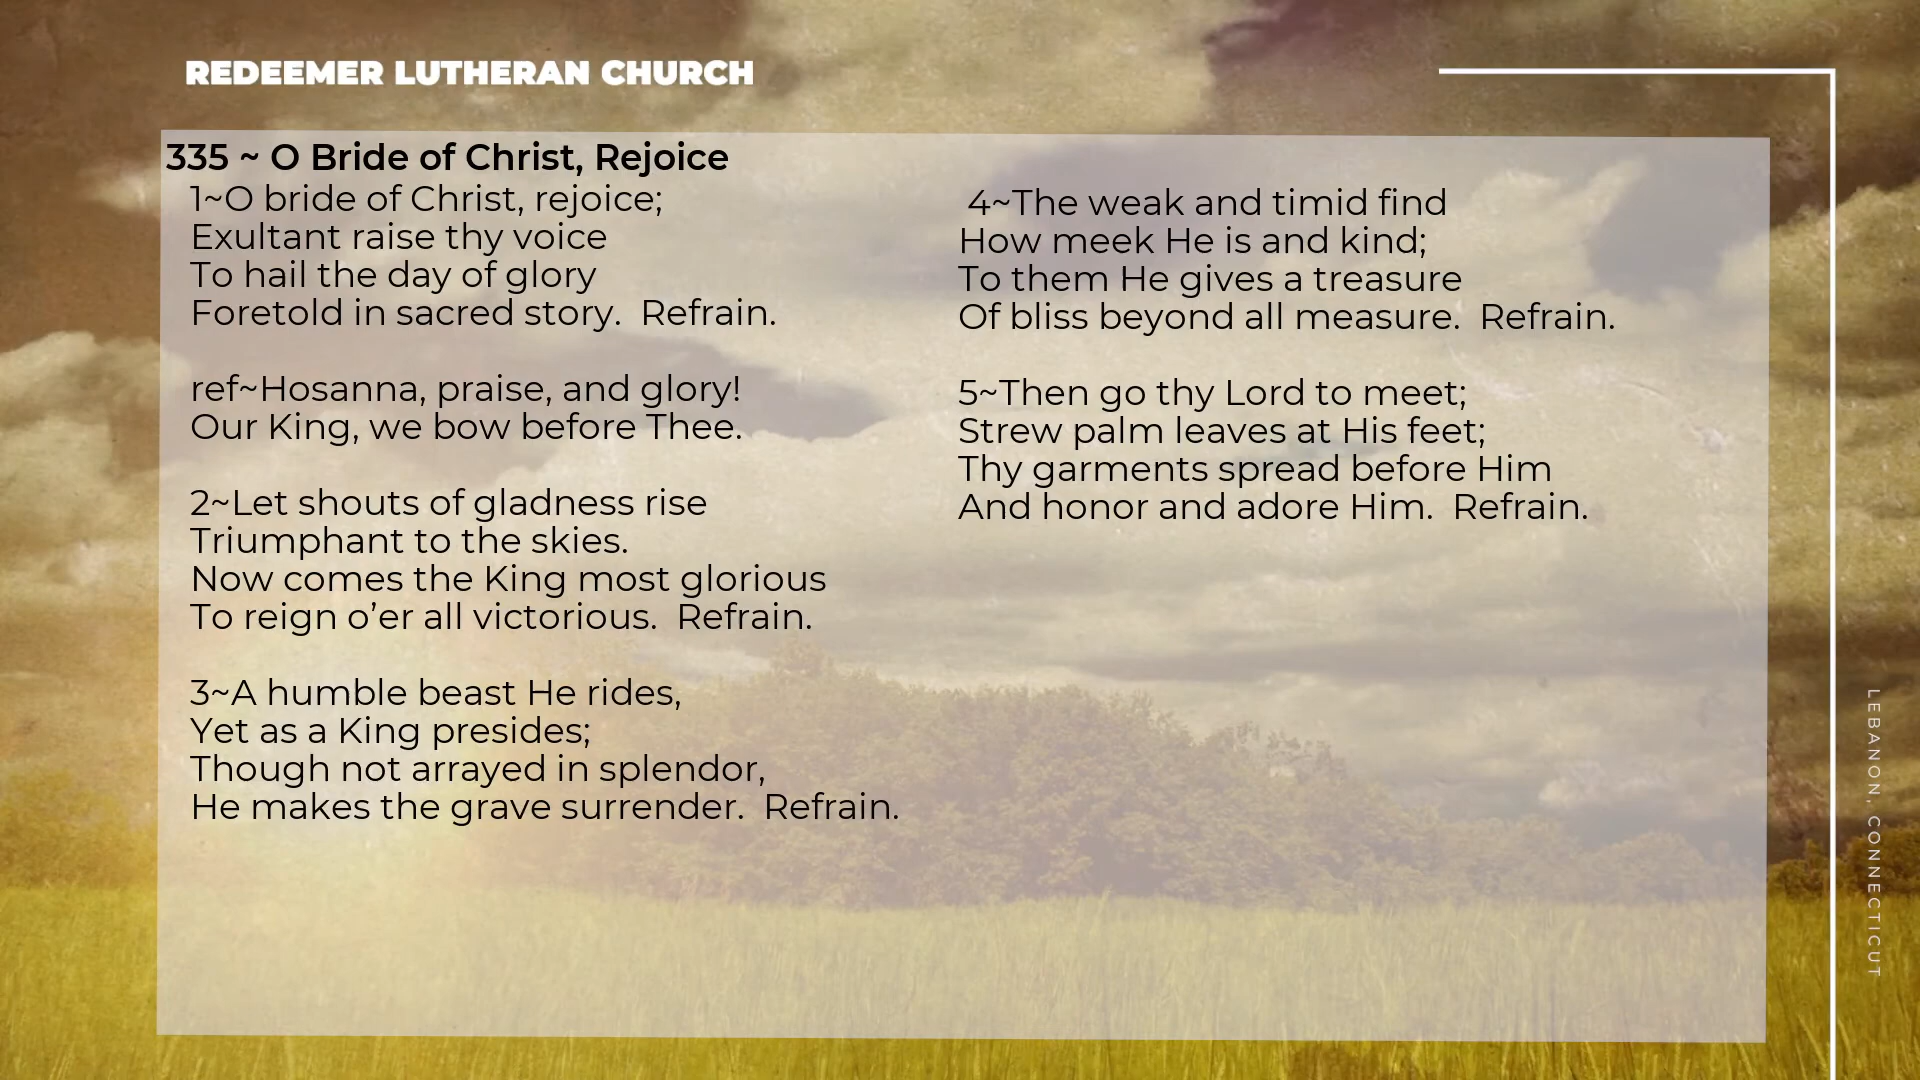 REDEEMER LUTHERAN CHURCH
335 ~ O Bride of Christ, Rejoice
1~O bride of Christ, rejoice;
Exultant raise thy voice
To hail the day of glory
Foretold in sacred story.  Refrain.
ref~Hosanna, praise, and glory!
Our King, we bow before Thee.
2~Let shouts of gladness rise
Triumphant to the skies.
Now comes the King most glorious
To reign o’er all victorious.  Refrain.
3~A humble beast He rides,
Yet as a King presides;
Though not arrayed in splendor,
He makes the grave surrender.  Refrain.
4~The weak and timid find
How meek He is and kind;
To them He gives a treasure
Of bliss beyond all measure.  Refrain.
5~Then go thy Lord to meet;
Strew palm leaves at His feet;
Thy garments spread before Him
And honor and adore Him.  Refrain.
LEBANON, CONNECTICUT